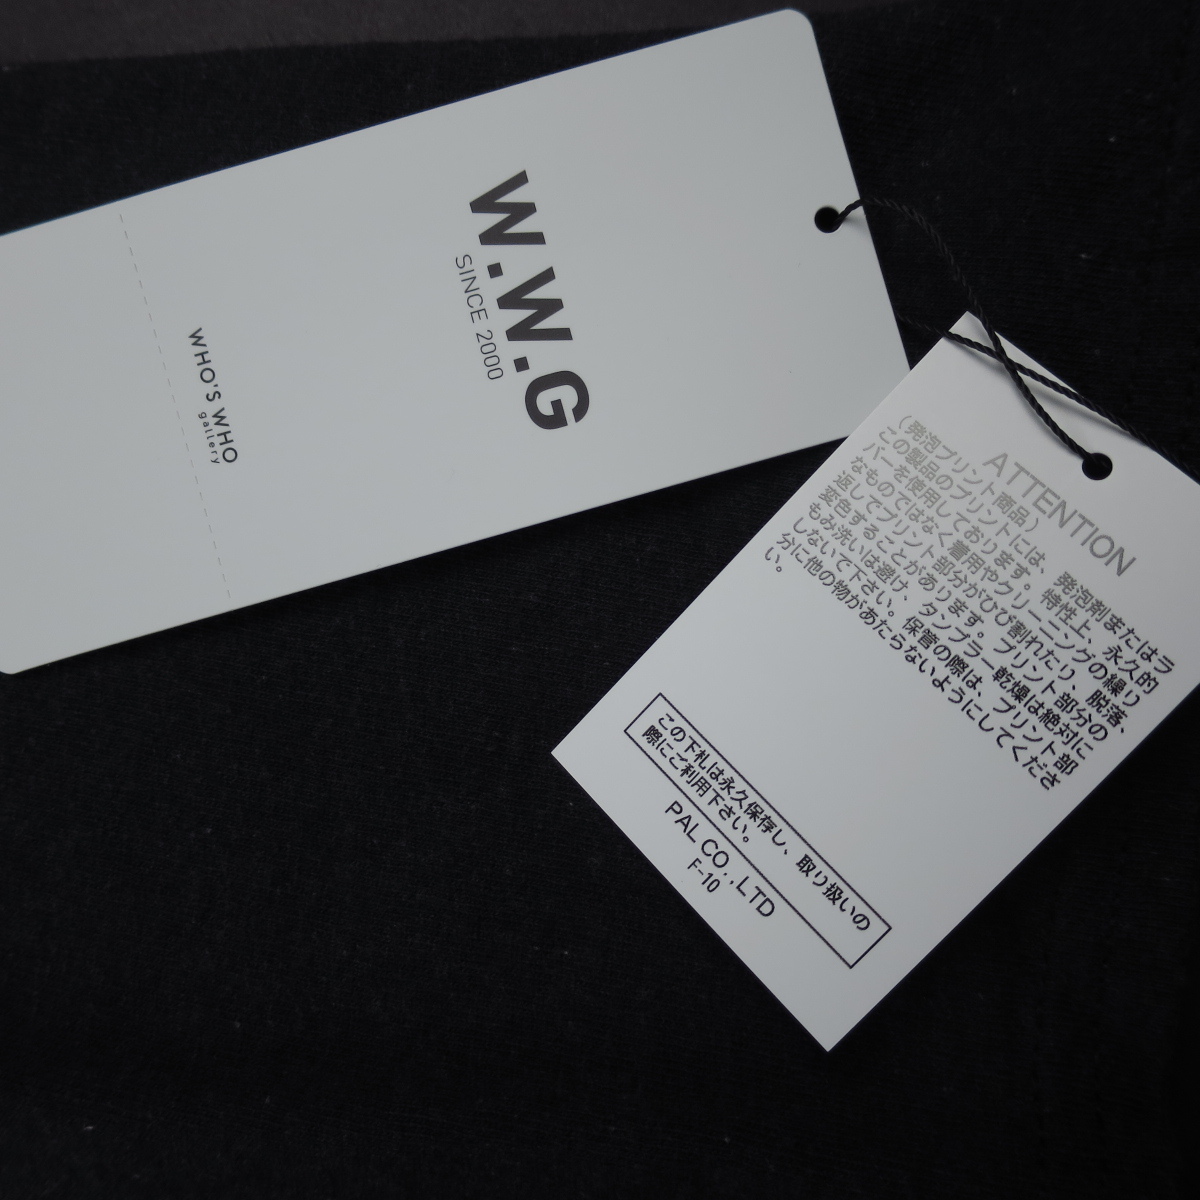 W.W.G
SINCE 2000
WHO'S WHO
gallery
ATTENTION
(発泡プリント商品)
この製品のプリントには、発泡剤またはラ
バーを使用しております。特性上、永久的
なものではなく着用やクリーニングの繰り
返しでプリント部分がひび割れたり、脱落、
変色することがあります。プリント部分の
もみ洗いは避け、タンブラー乾燥は絶対に
しないで下さい。保管の際は、プリント部
分に他の物があたらないようにしてくださ
い。
この下札は永久保存し、取り扱いの
際にご利用下さい。
PAL CO.,LTD
F-10